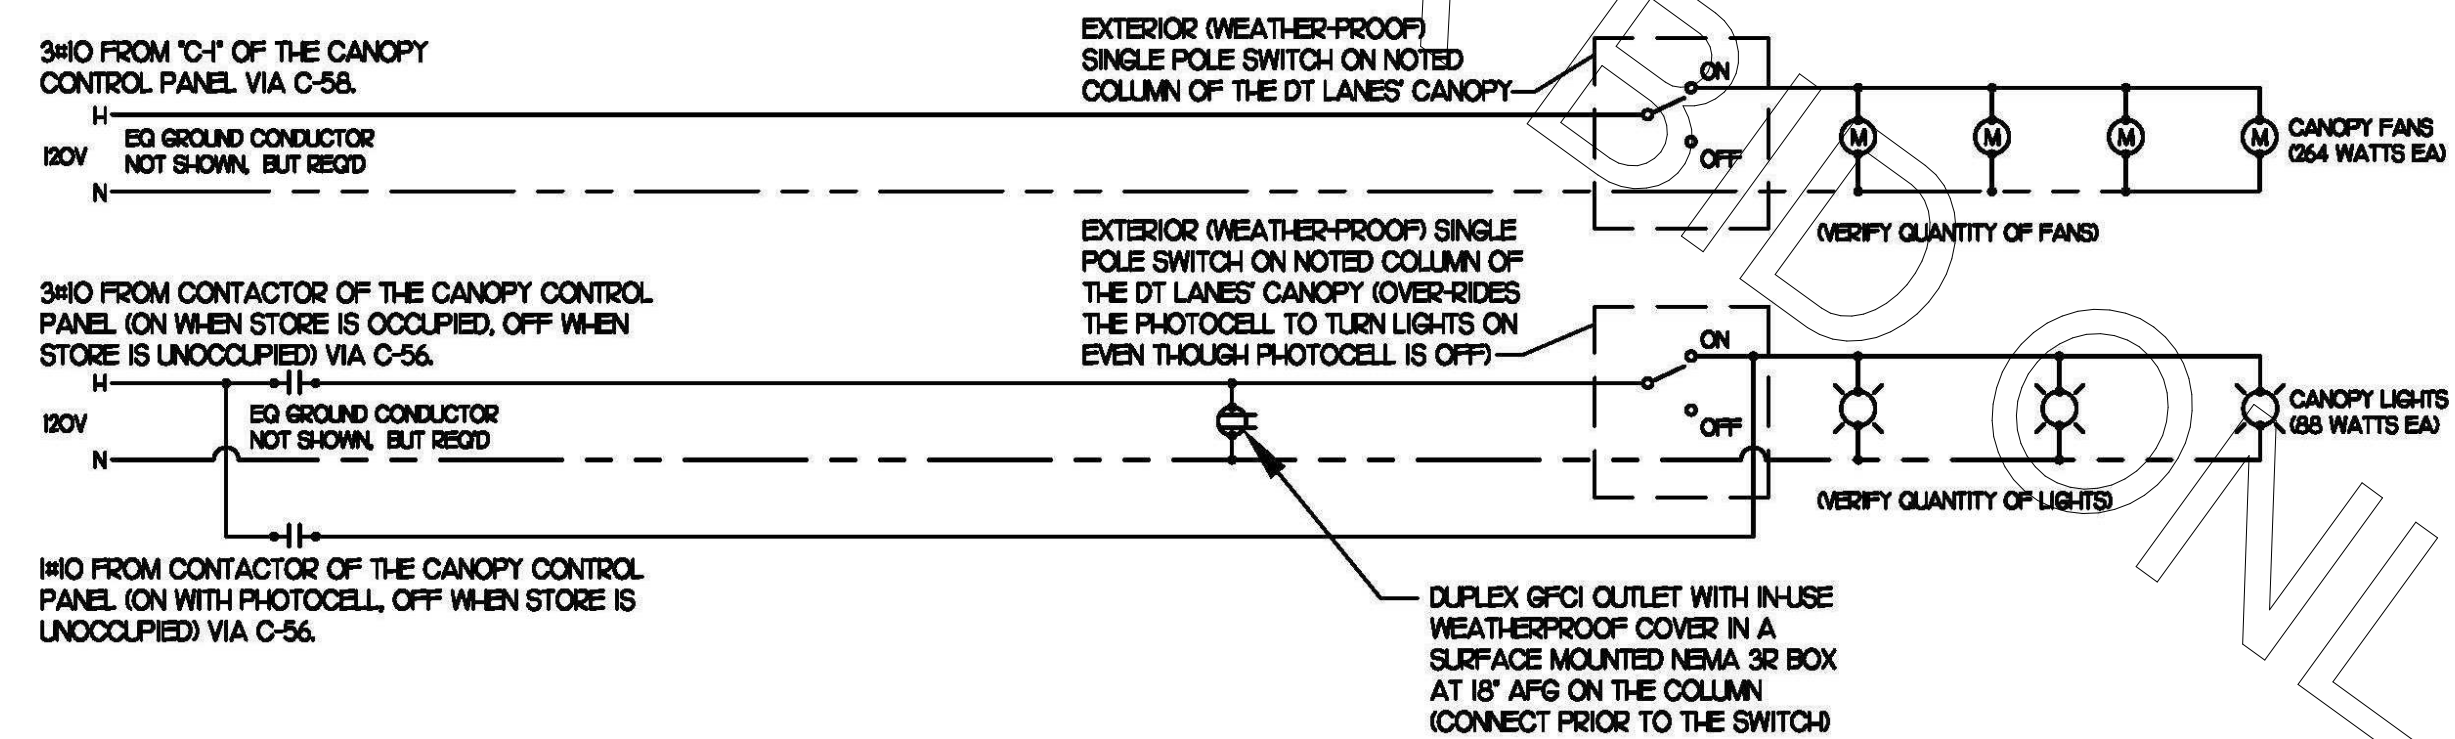 3#10 FROM "C-1" OF THE CANOPY
CONTROL PANEL VIA C-58.
H
EQ GROUND CONDUCTOR
NOT SHOWN, BUT REQ'D
120V
N
EXTERIOR (WEATHER-PROOF)
SINGLE POLE SWITCH ON NOTED
COLUMN OF THE DT LANES' CANOPY
ON
OFF
M
M
M
M
CANOPY FANS
(264 WATTS EA)
(VERIFY QUANTITY OF FANS)
3#10 FROM CONTACTOR OF THE CANOPY CONTROL
PANEL (ON WHEN STORE IS OCCUPIED, OFF WHEN
STORE IS UNOCCUPIED) VIA C-56.
H
120V
EQ GROUND CONDUCTOR
NOT SHOWN, BUT REQ'D
N
EXTERIOR (WEATHER-PROOF) SINGLE
POLE SWITCH ON NOTED COLUMN OF
THE DT LANES' CANOPY (OVER-RIDES
THE PHOTOCELL TO TURN LIGHTS ON
EVEN THOUGH PHOTOCELL IS OFF)
ON
OFF
CANOPY LIGHTS
(88 WATTS EA)
(VERIFY QUANTITY OF LIGHTS)
1#10 FROM CONTACTOR OF THE CANOPY CONTROL
PANEL (ON WITH PHOTOCELL, OFF WHEN STORE IS
UNOCCUPIED) VIA C-56.
DUPLEX GFCI OUTLET WITH IN-USE
WEATHERPROOF COVER IN A
SURFACE MOUNTED NEMA 3R BOX
AT 18" AFG ON THE COLUMN
(CONNECT PRIOR TO THE SWITCH)
BID ONL